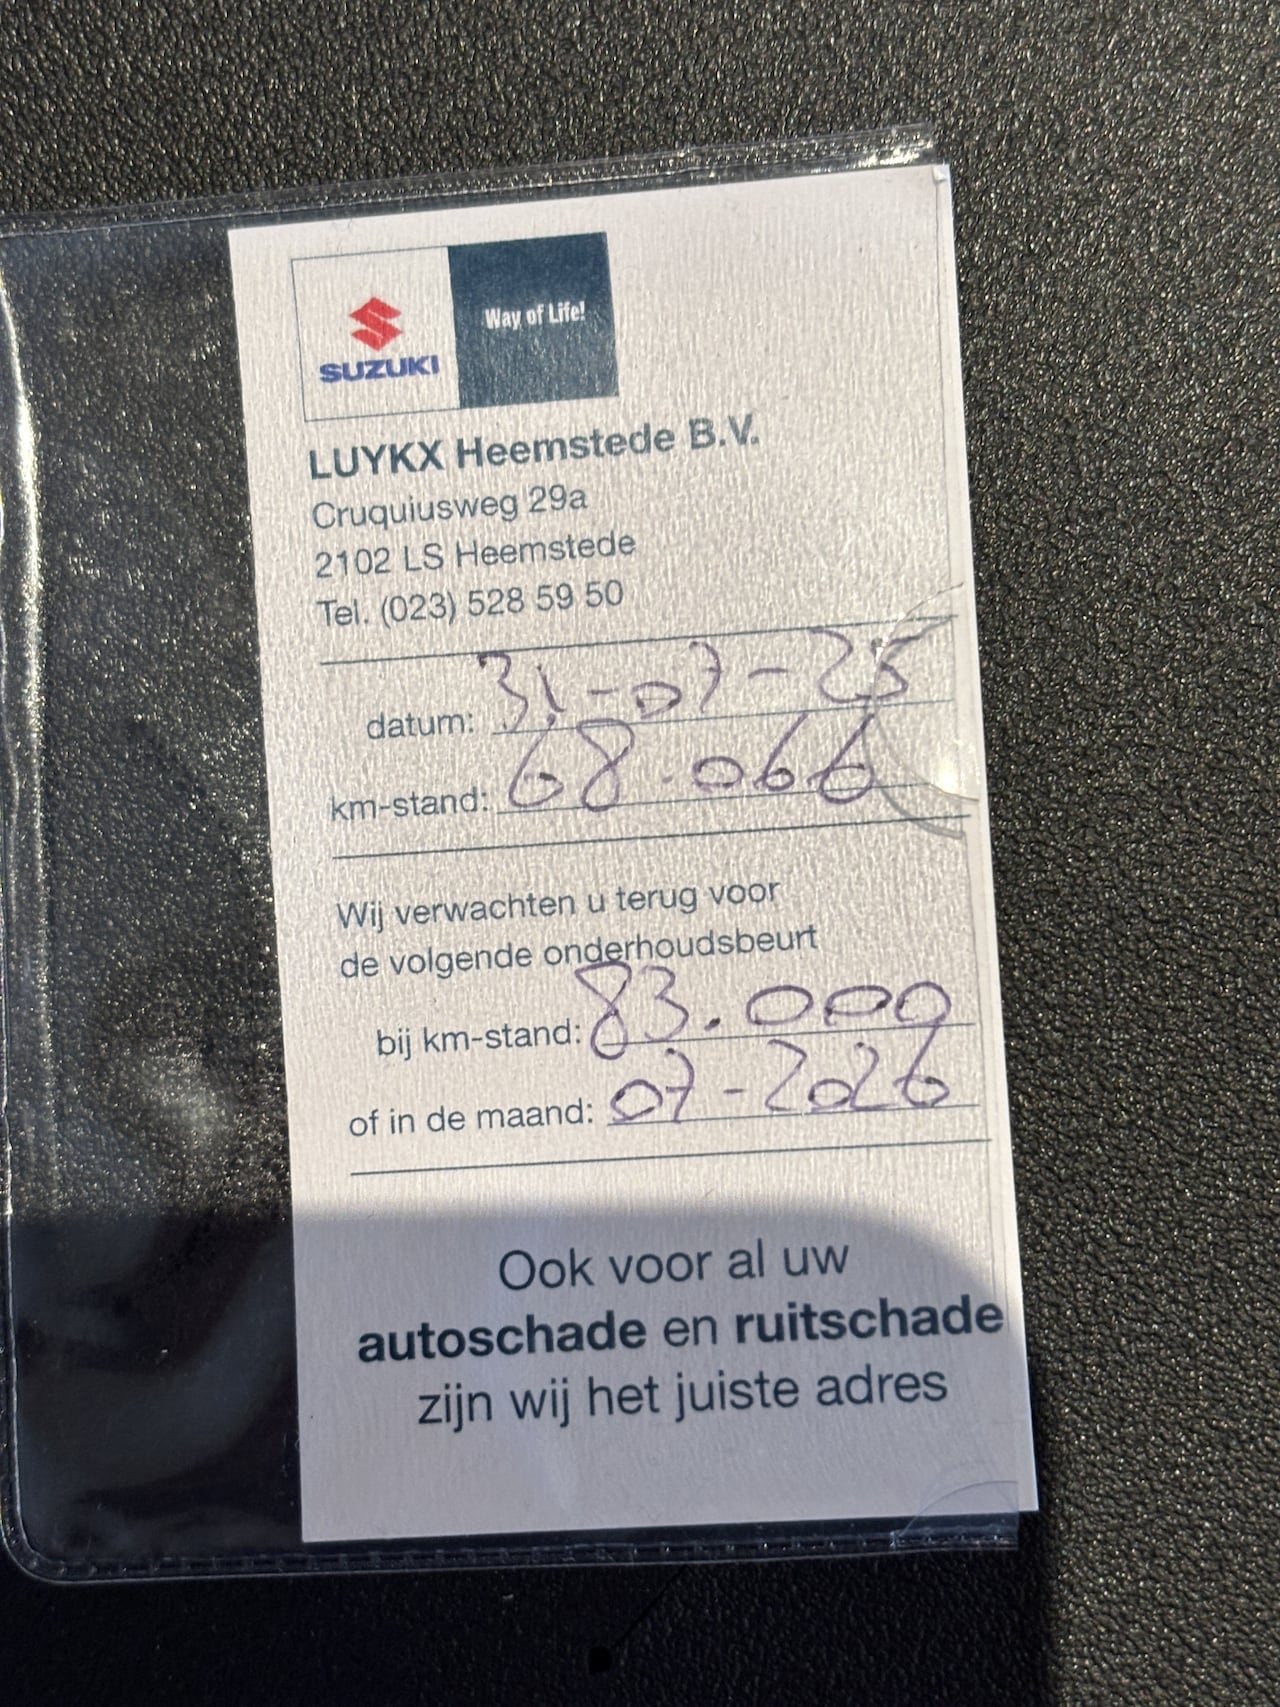 SUZUKI
Way of Life!
LUYKX Heemstede B.V.
Cruquiusweg 29a
2102 LS Heemstede
Tel. (023) 528 59 50
datum: 31-07-25
km-stand: 68.066
Wij verwachten u terug voor
de volgende onderhoudsbeurt
bij km-stand: 83.000
of in de maand: 07-2026
Ook voor al uw
autoschade en ruitschade
zijn wij het juiste adres